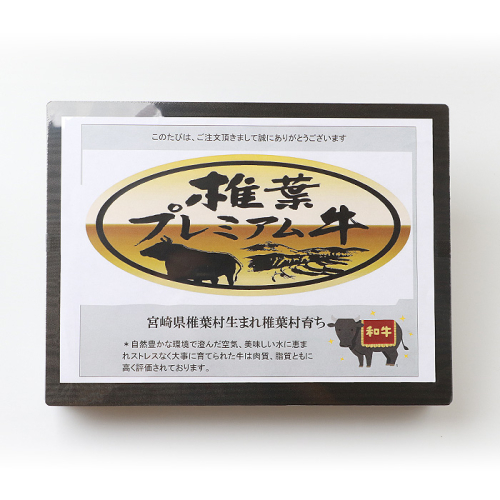 このたびは、ご注文頂きまして誠にありがとうございます
椎葉
プレミアム牛
宮崎県椎葉村生まれ椎葉村育ち
＊自然豊かな環境で澄んだ空気、美味しい水に恵ま
れストレスなく大事に育てられた牛は肉質、脂質ともに
高く評価されております。
和牛